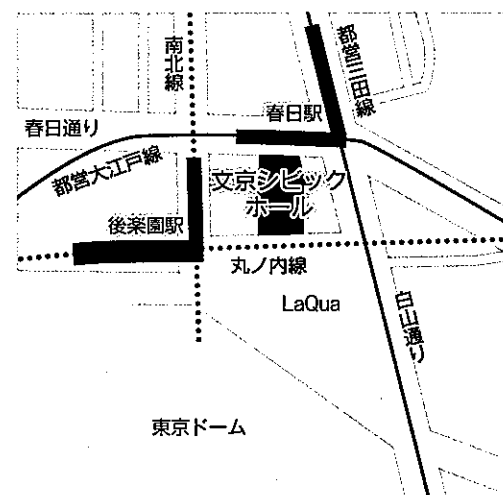 南北線
都営三田線
春日駅
春日通り
都営大江戸線
文京シビック
ホール
後楽園駅
丸ノ内線
LaQua
白山通り
東京ドーム